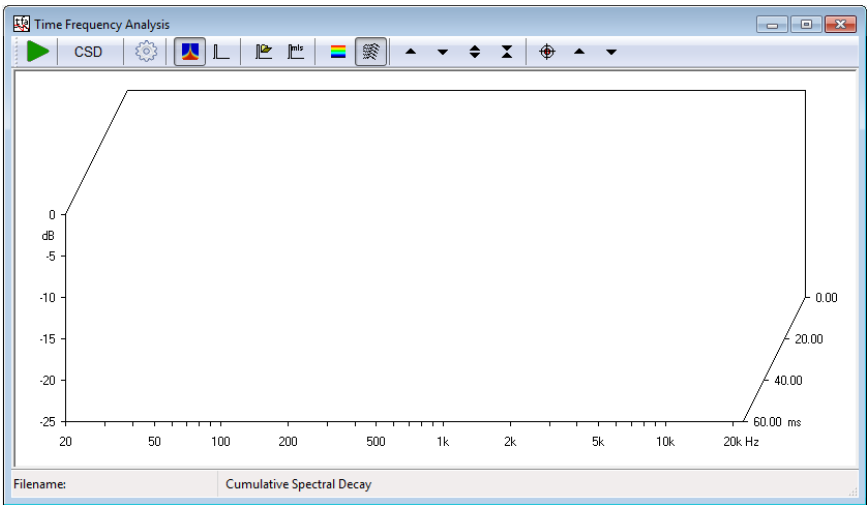 Time Frequency Analysis
CSD
mls
0
dB
-5
-10
-15
-20
-25
0.00
20.00
40.00
60.00 ms
20 50 100 200 500 1k 2k 5k 10k 20k Hz
Filename: Cumulative Spectral Decay